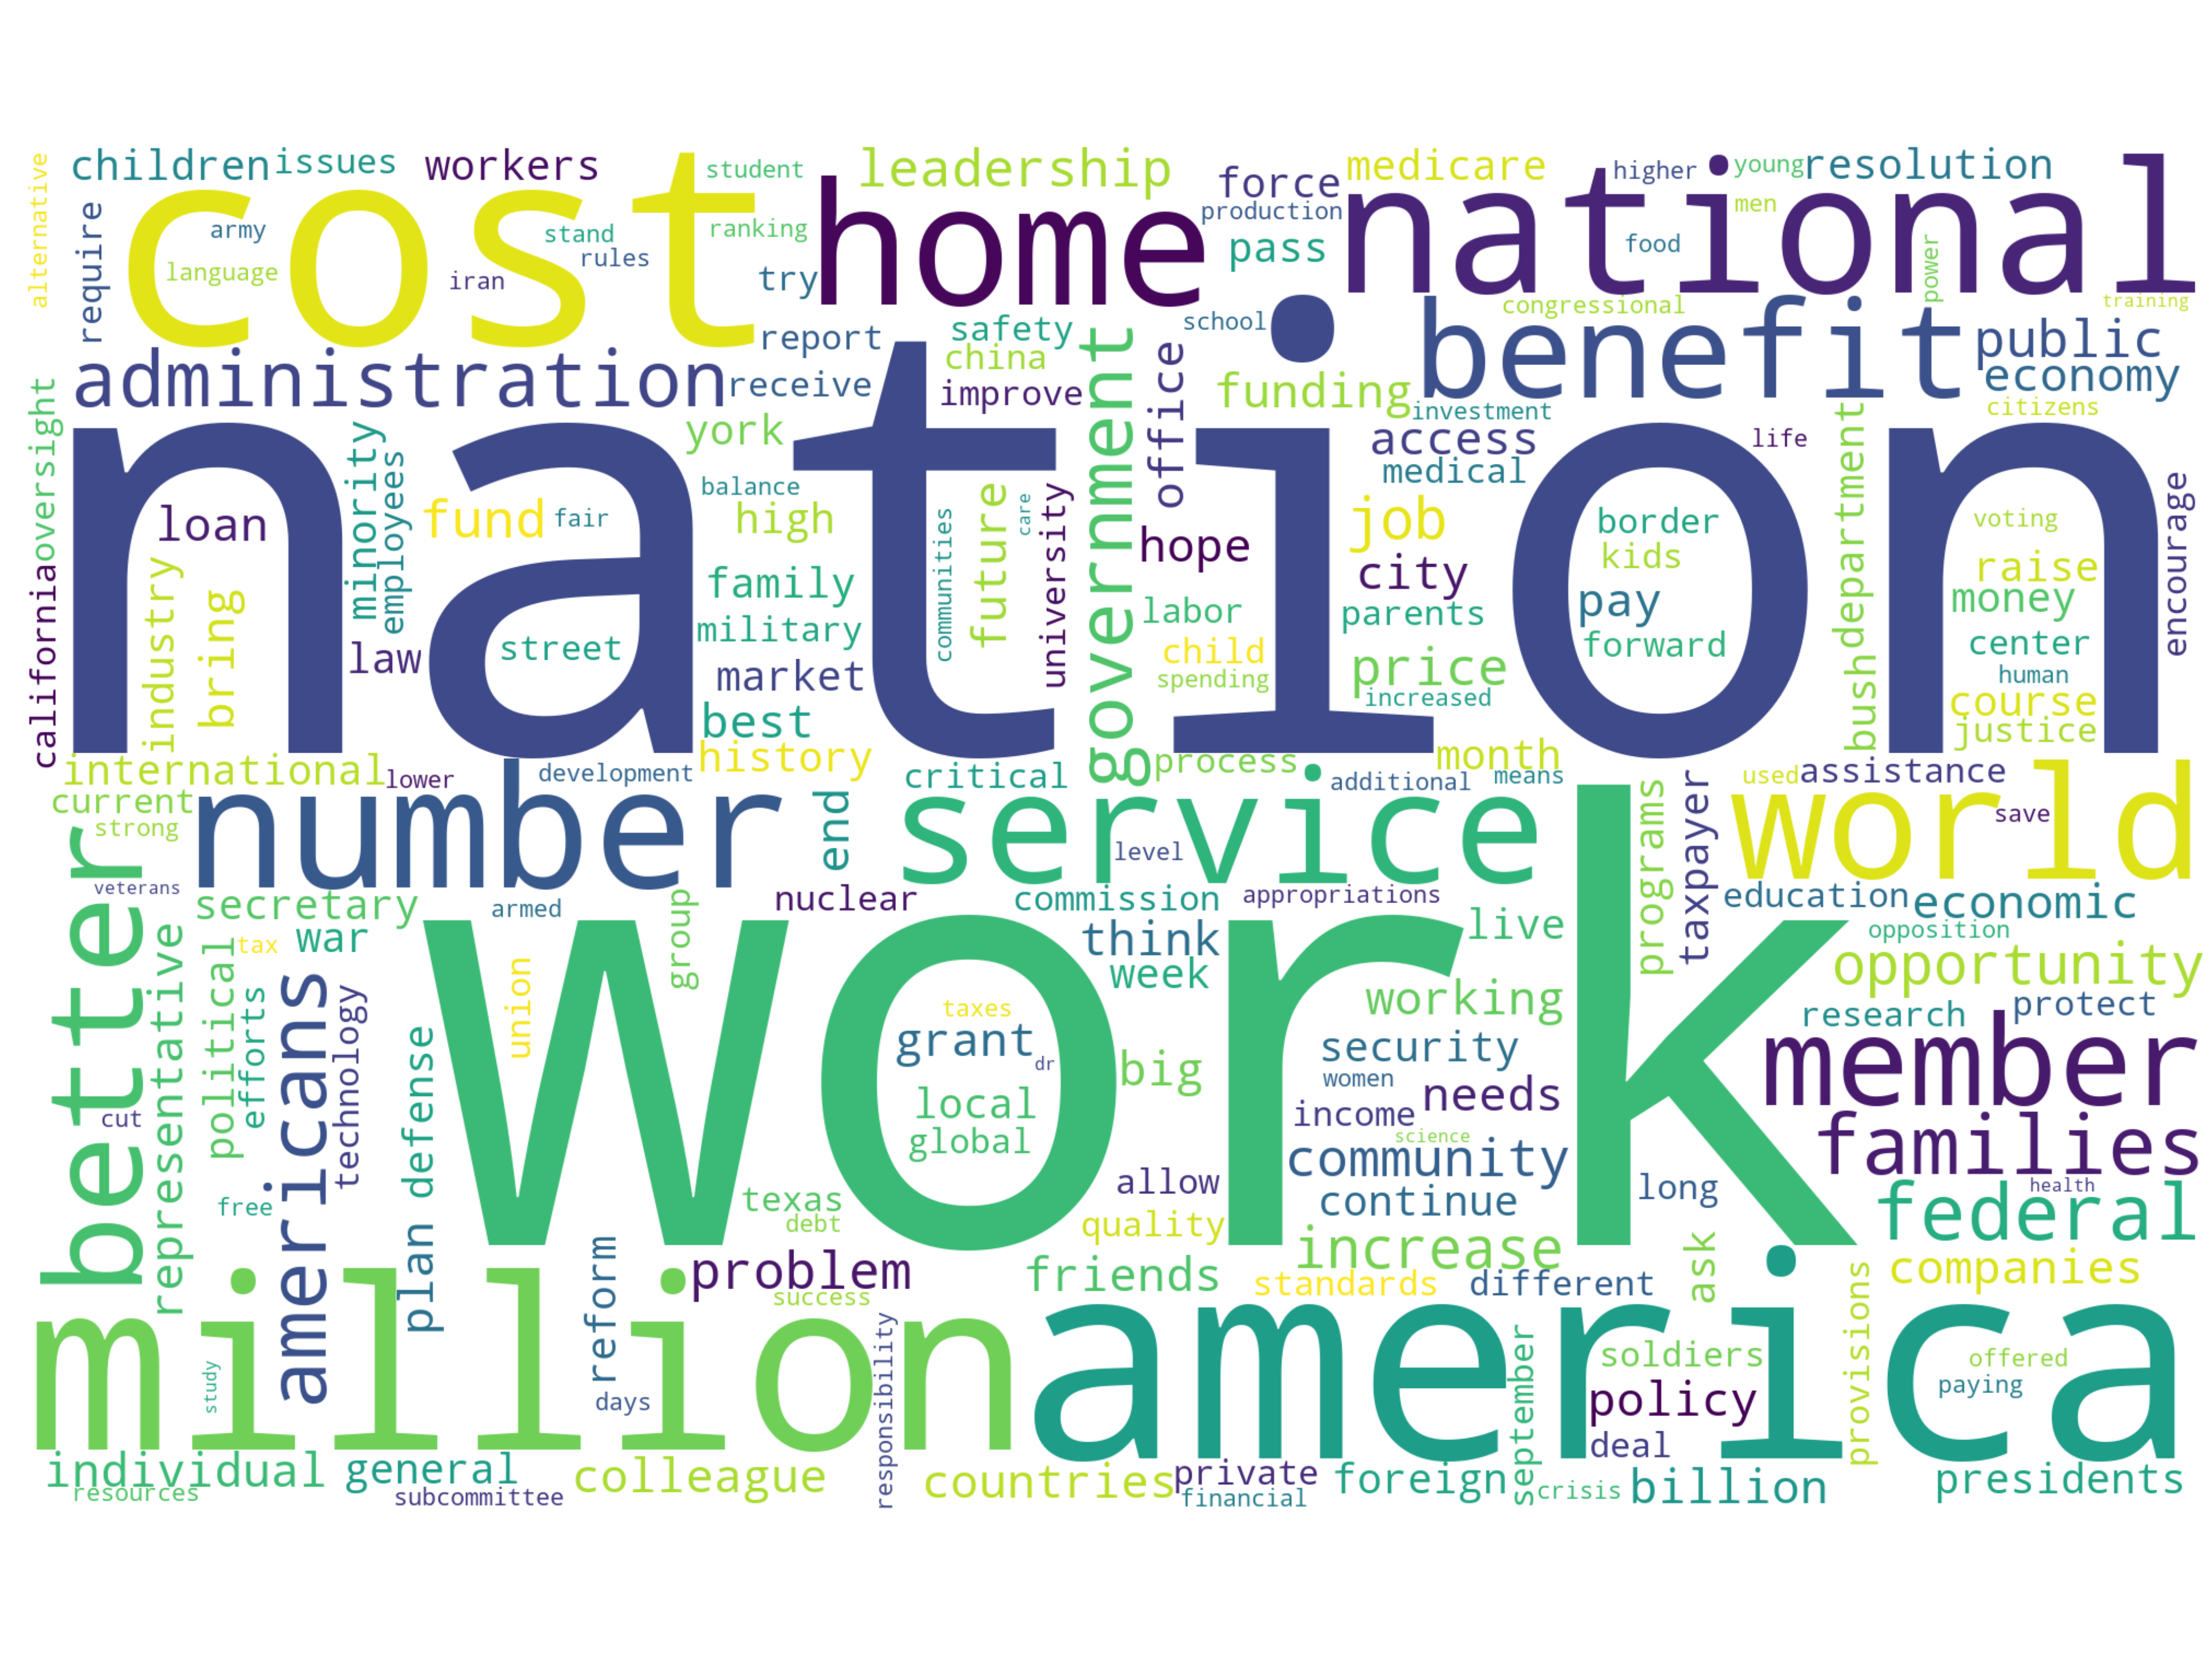 alternative
children
issues
workers
cost
student
leadership
force
medicare
higher
young
resolution
national
require
army
stand
ranking
home
production
men
language
iran
rules
try
pass
food
power
congressional
training
administration
report
safety
school
benefit
public
receive
china
improve
government
office
funding
economy
investment
citizens
oversight
california
nation
minority
employees
york
access
life
department
medical
encourage
loan
fund
fair
balance
high
communities
future
care
university
hope
job
border
kids
voting
raise
industry
bring
law
street
family
military
market
best
history
labor
child
spending
city
parents
price
increased
pay
forward
bush
money
center
human
course
justice
international
lower
development
critical
process
month
additional
means
used
assistance
current
strong
number
end
service
level
programs
taxpayer
world
save
better
veterans
secretary
armed
group
nuclear
commission
appropriations
education
economic
representative
political
efforts
tax
war
americans
technology
union
work
think
week
live
opposition
opportunity
research
protect
plan
defense
taxes
grant
dr
local
global
big
working
security
women
income
needs
science
community
continue
member
families
cut
free
texas
debt
allow
quality
long
health
federal
reform
problem
success
friends
increase
standards
different
ask
companies
million
study
days
responsibility
america
september
soldiers
policy
deal
provisions
offered
paying
individual
resources
general
subcommittee
colleague
countries
private
financial
foreign
crisis
billion
presidents